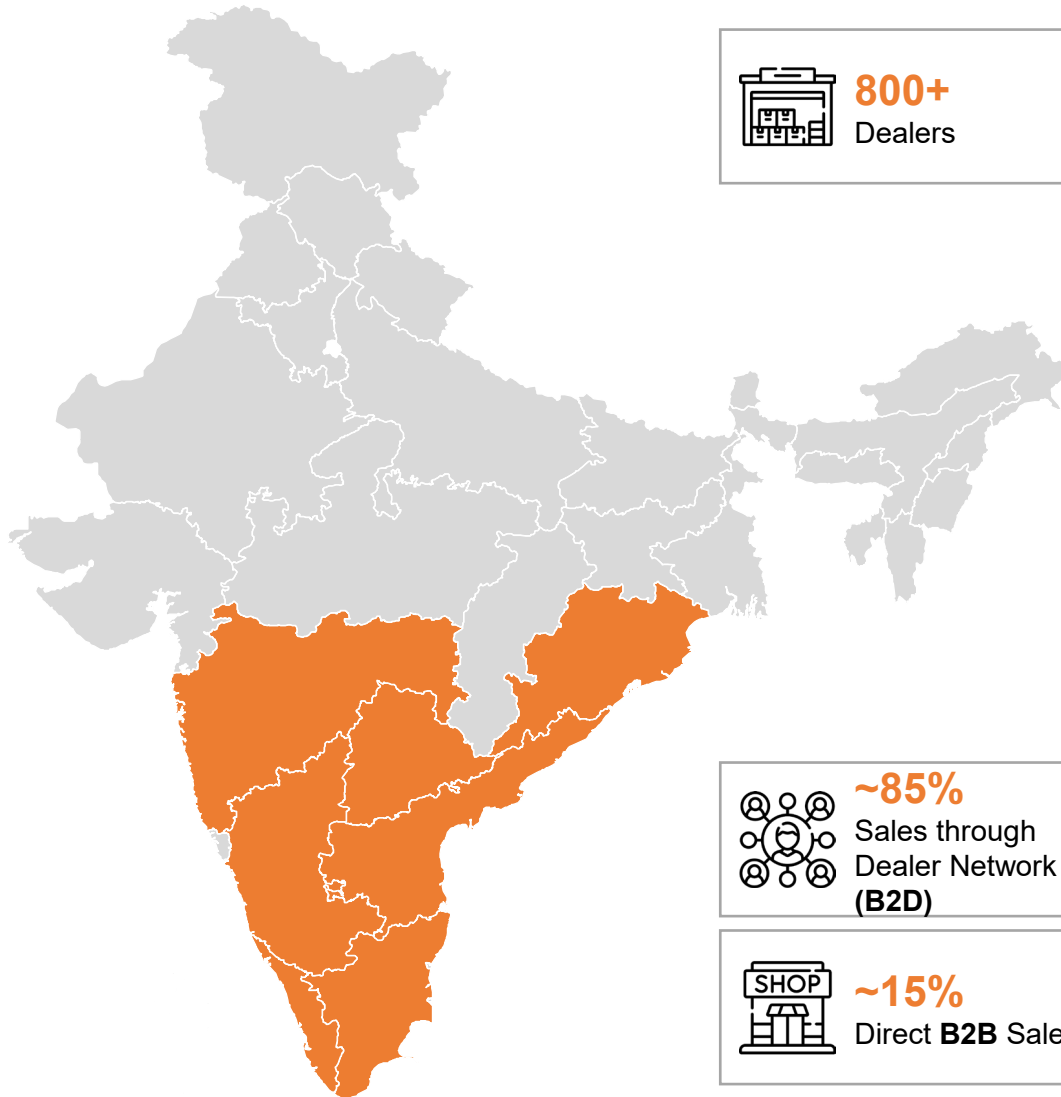 800+
Dealers
~85%
Sales through
Dealer Network
(B2D)
SHOP
~15%
Direct B2B Sale